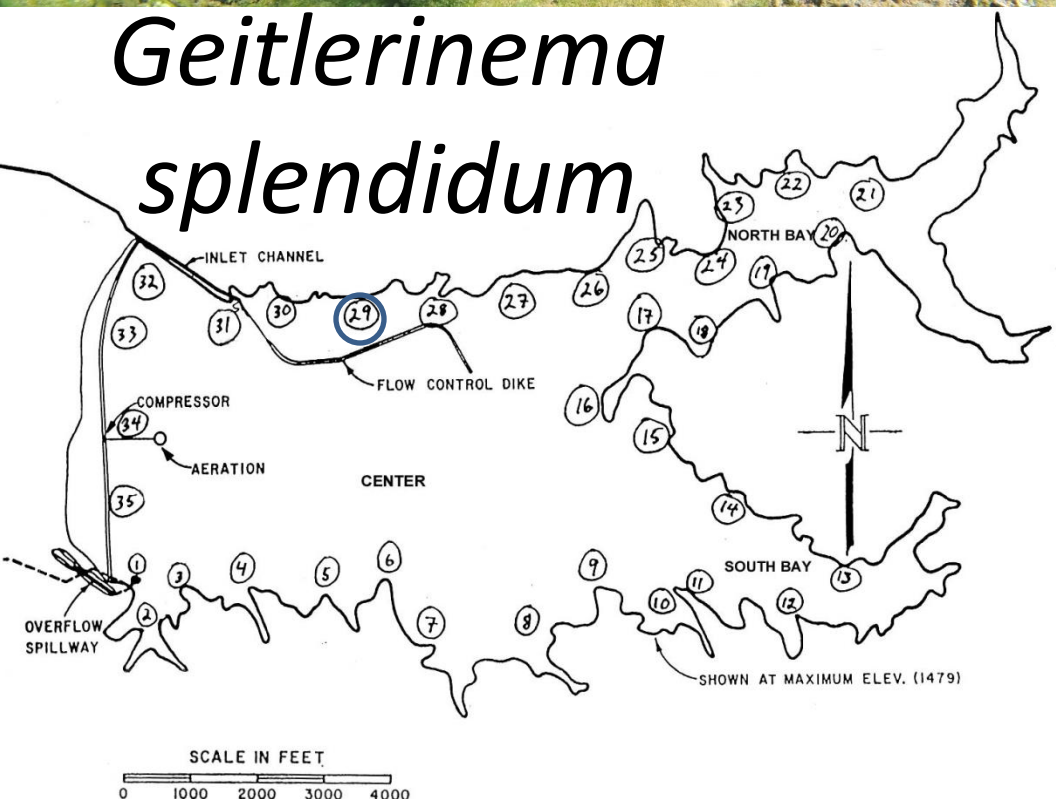 Geitlerinema
splendidum
22
21
23
20
NORTH BAY
25
24
19
INLET CHANNEL
32
26
27
29
28
30
31
33
17
18
FLOW CONTROL DIKE
COMPRESSOR
34
16
15
N
AERATION
CENTER
35
14
1
3
4
5
6
9
11
SOUTH BAY
13
2
7
8
10
12
OVERFLOW
SPILLWAY
SHOWN AT MAXIMUM ELEV. (1479)
SCALE IN FEET
0 1000 2000 3000 4000